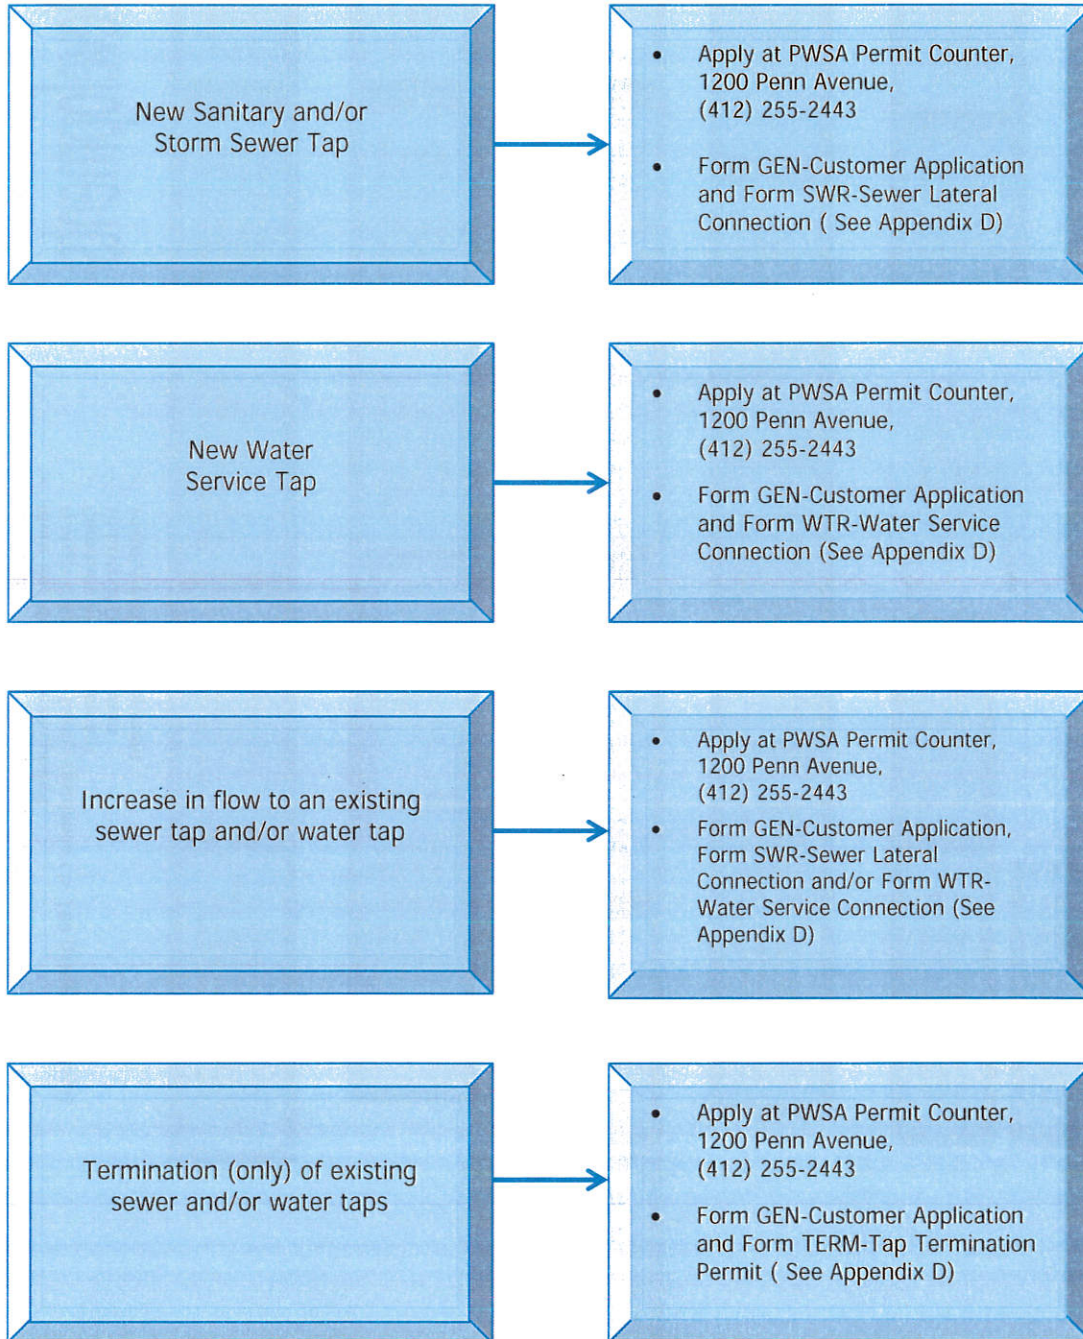 New Sanitary and/or
Storm Sewer Tap
• Apply at PWSA Permit Counter,
1200 Penn Avenue,
(412) 255-2443
• Form GEN-Customer Application
and Form SWR-Sewer Lateral
Connection ( See Appendix D)
New Water
Service Tap
• Apply at PWSA Permit Counter,
1200 Penn Avenue,
(412) 255-2443
• Form GEN-Customer Application
and Form WTR-Water Service
Connection (See Appendix D)
Increase in flow to an existing
sewer tap and/or water tap
• Apply at PWSA Permit Counter,
1200 Penn Avenue,
(412) 255-2443
• Form GEN-Customer Application,
Form SWR-Sewer Lateral
Connection and/or Form WTR-
Water Service Connection (See
Appendix D)
Termination (only) of existing
sewer and/or water taps
• Apply at PWSA Permit Counter,
1200 Penn Avenue,
(412) 255-2443
• Form GEN-Customer Application
and Form TERM-Tap Termination
Permit ( See Appendix D)